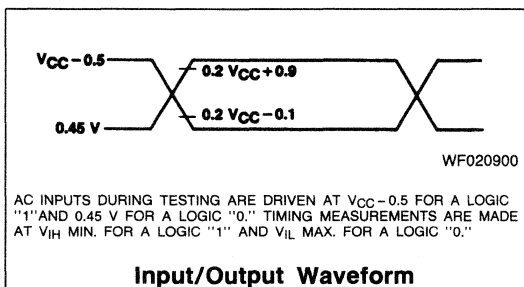 VCC − 0.5
0.2 VCC + 0.9
0.2 VCC − 0.1
0.45 V
WF020900
AC INPUTS DURING TESTING ARE DRIVEN AT VCC − 0.5 FOR A LOGIC
"1"AND 0.45 V FOR A LOGIC "0." TIMING MEASUREMENTS ARE MADE
AT VIH MIN. FOR A LOGIC "1" AND VIL MAX. FOR A LOGIC "0."
Input/Output Waveform